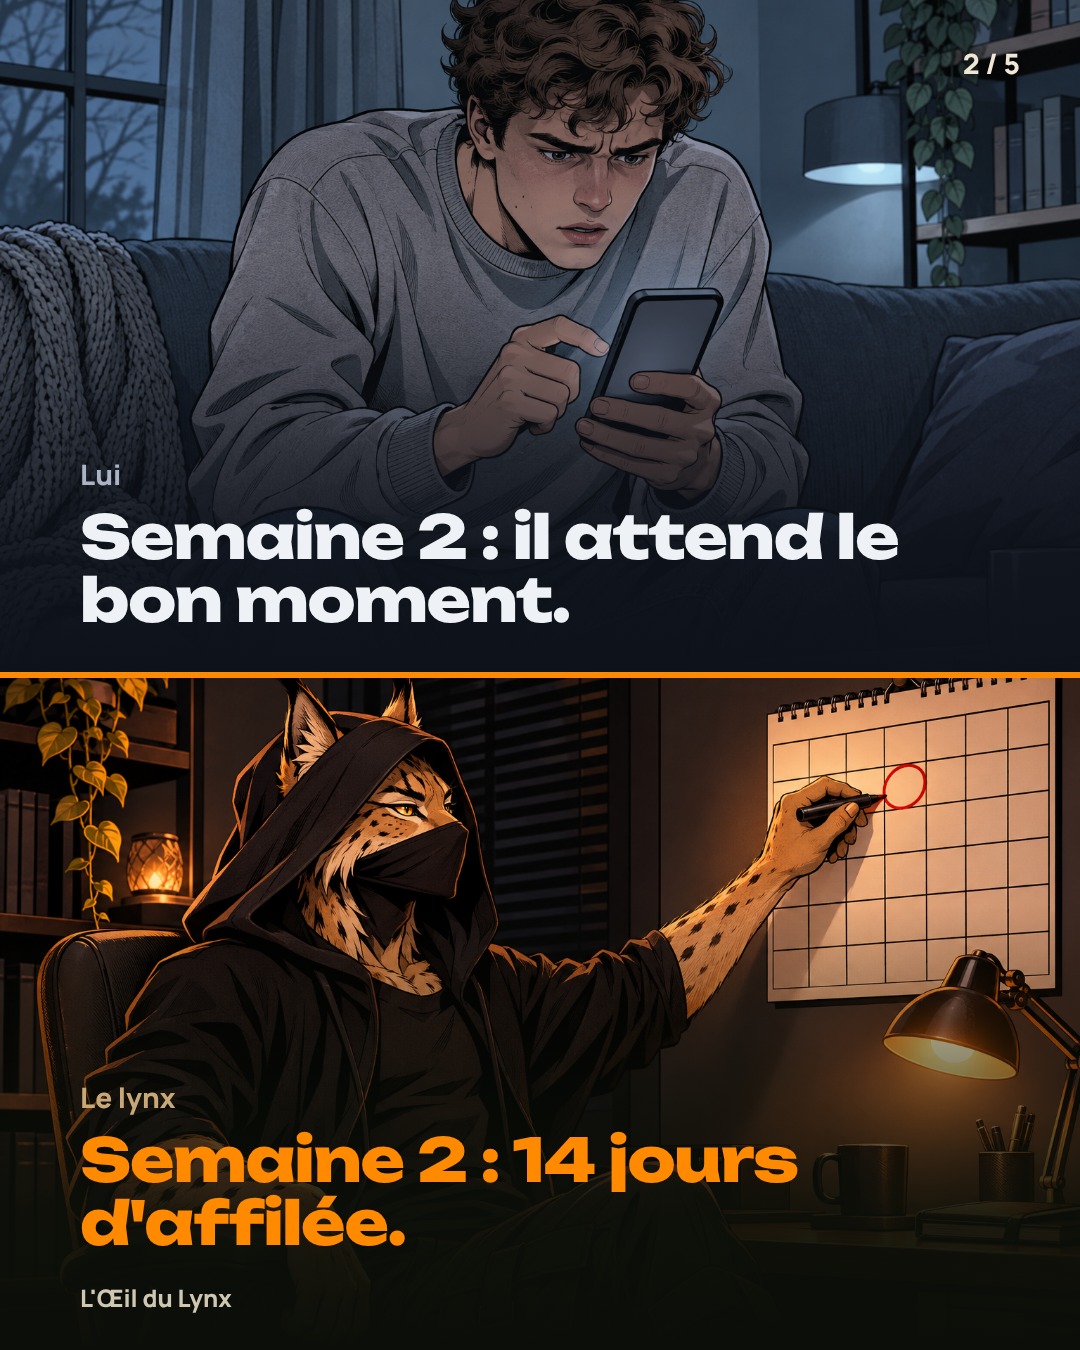 2 / 5
Lui
Semaine 2 : il attend le
bon moment.
Le lynx
Semaine 2 : 14 jours
d'affilée.
L'Œil du Lynx